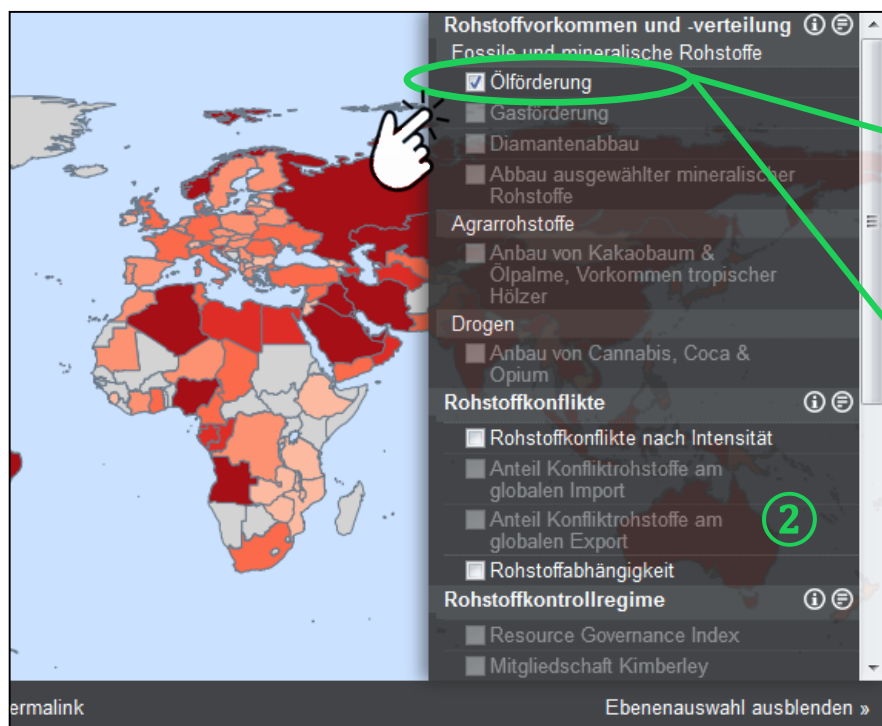 Rohstoffvorkommen und -verteilung
Fossile und mineralische Rohstoffe
Ölförderung
Gasförderung
Diamantenabbau
Abbau ausgewählter mineralischer
Rohstoffe
Agrarrohstoffe
Anbau von Kakaobaum &
Ölpalme, Vorkommen tropischer
Hölzer
Drogen
Anbau von Cannabis, Coca &
Opium
Rohstoffkonflikte
Rohstoffkonflikte nach Intensität
Anteil Konfliktrohstoffe am
globalen Import
Anteil Konfliktrohstoffe am
globalen Export
2
Rohstoffabhängigkeit
Rohstoffkontrollregime
Resource Governance Index
Mitgliedschaft Kimberley
ermalink
Ebenenauswahl ausblenden »